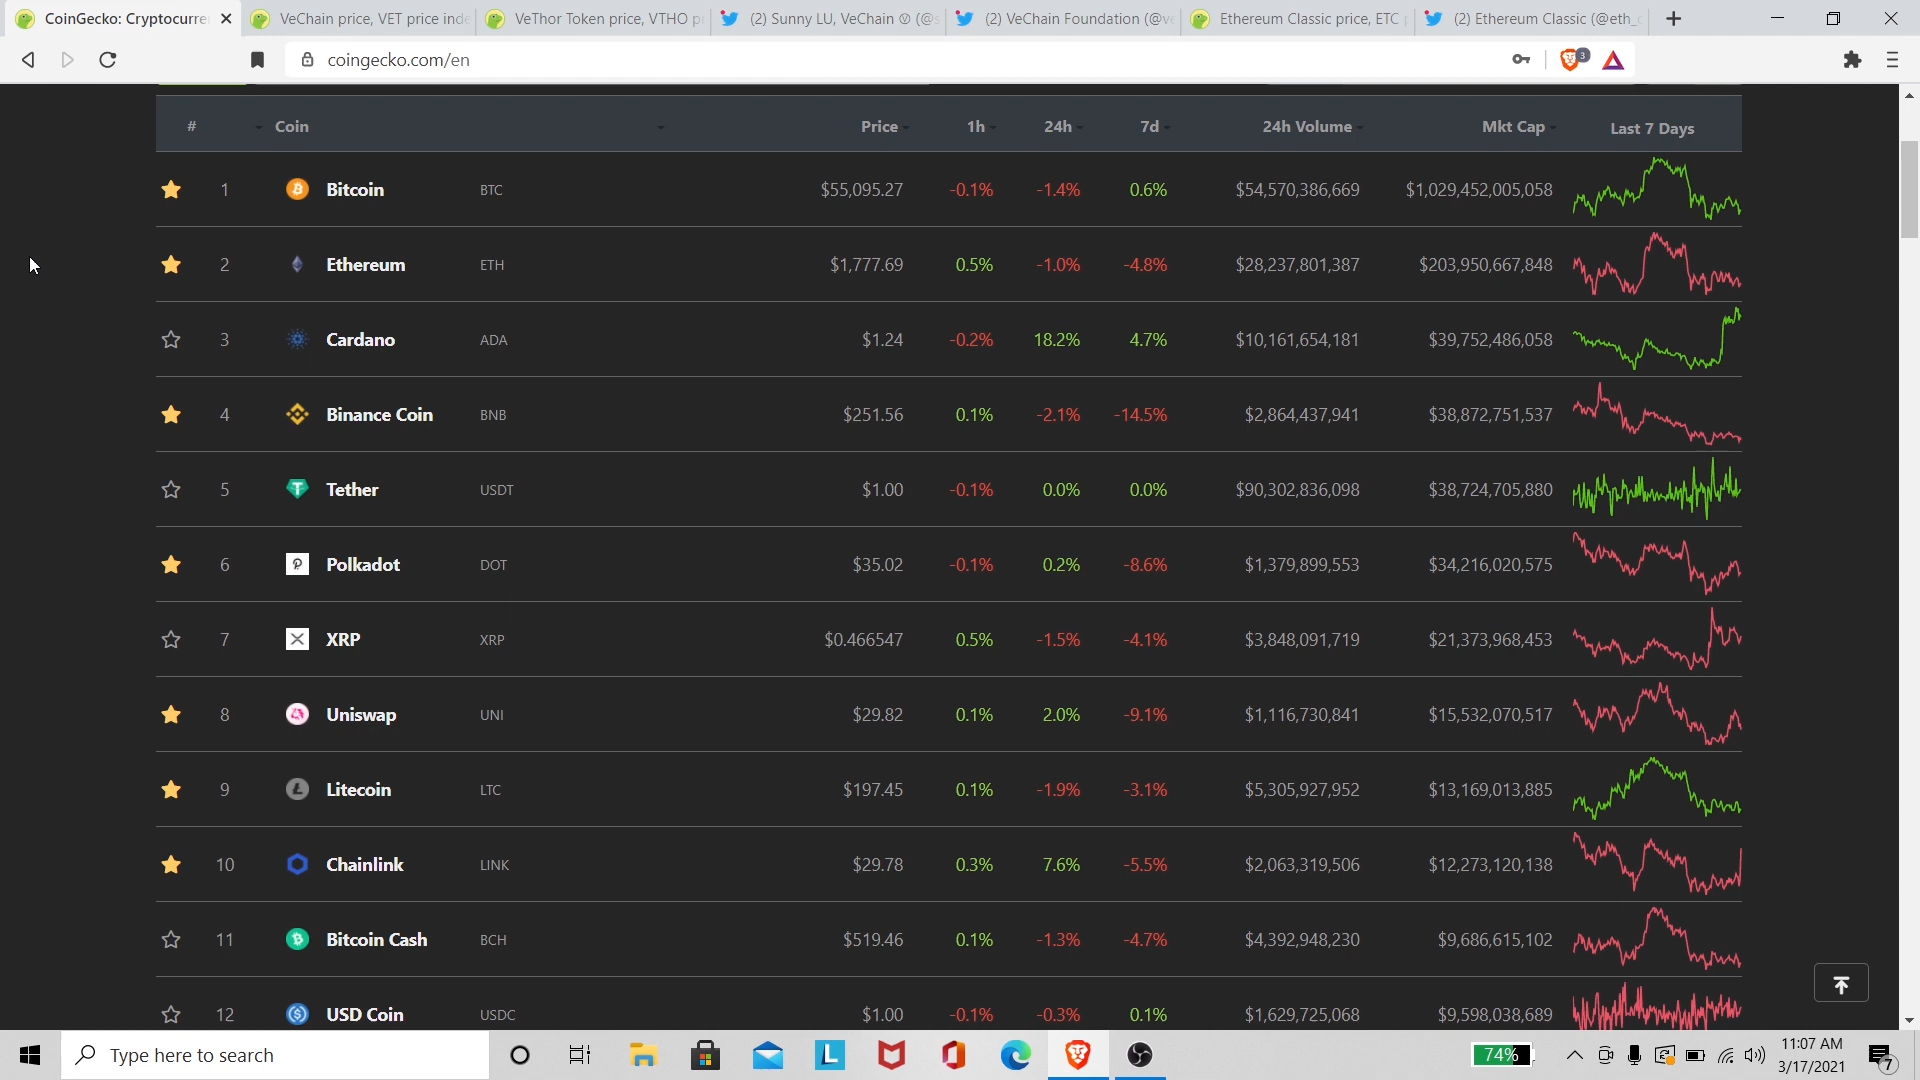 CoinGecko: Cryptocurre
VeChain price, VET price inde
VeThor Token price, VTHO p
(2) Sunny LU, VeChain Ⓥ (@s
(2) VeChain Foundation (@ve
Ethereum Classic price, ETC
(2) Ethereum Classic (@eth_c
coingecko.com/en
3
# Coin Price 1h 24h 7d 24h Volume Mkt Cap Last 7 Days
1 Bitcoin BTC $55,095.27 -0.1% -1.4% 0.6% $54,570,386,669 $1,029,452,005,058
2 Ethereum ETH $1,777.69 0.5% -1.0% -4.8% $28,237,801,387 $203,950,667,848
3 Cardano ADA $1.24 -0.2% 18.2% 4.7% $10,161,654,181 $39,752,486,058
4 Binance Coin BNB $251.56 0.1% -2.1% -14.5% $2,864,437,941 $38,872,751,537
5 Tether USDT $1.00 -0.1% 0.0% 0.0% $90,302,836,098 $38,724,705,880
6 Polkadot DOT $35.02 -0.1% 0.2% -8.6% $1,379,899,553 $34,216,020,575
7 XRP XRP $0.466547 0.5% -1.5% -4.1% $3,848,091,719 $21,373,968,453
8 Uniswap UNI $29.82 0.1% 2.0% -9.1% $1,116,730,841 $15,532,070,517
9 Litecoin LTC $197.45 0.1% -1.9% -3.1% $5,305,927,952 $13,169,013,885
10 Chainlink LINK $29.78 0.3% 7.6% -5.5% $2,063,319,506 $12,273,120,138
11 Bitcoin Cash BCH $519.46 0.1% -1.3% -4.7% $4,392,948,230 $9,686,615,102
12 USD Coin USDC $1.00 -0.1% -0.3% 0.1% $1,629,725,068 $9,598,038,689
Type here to search
L
74%
11:07 AM
3/17/2021
7